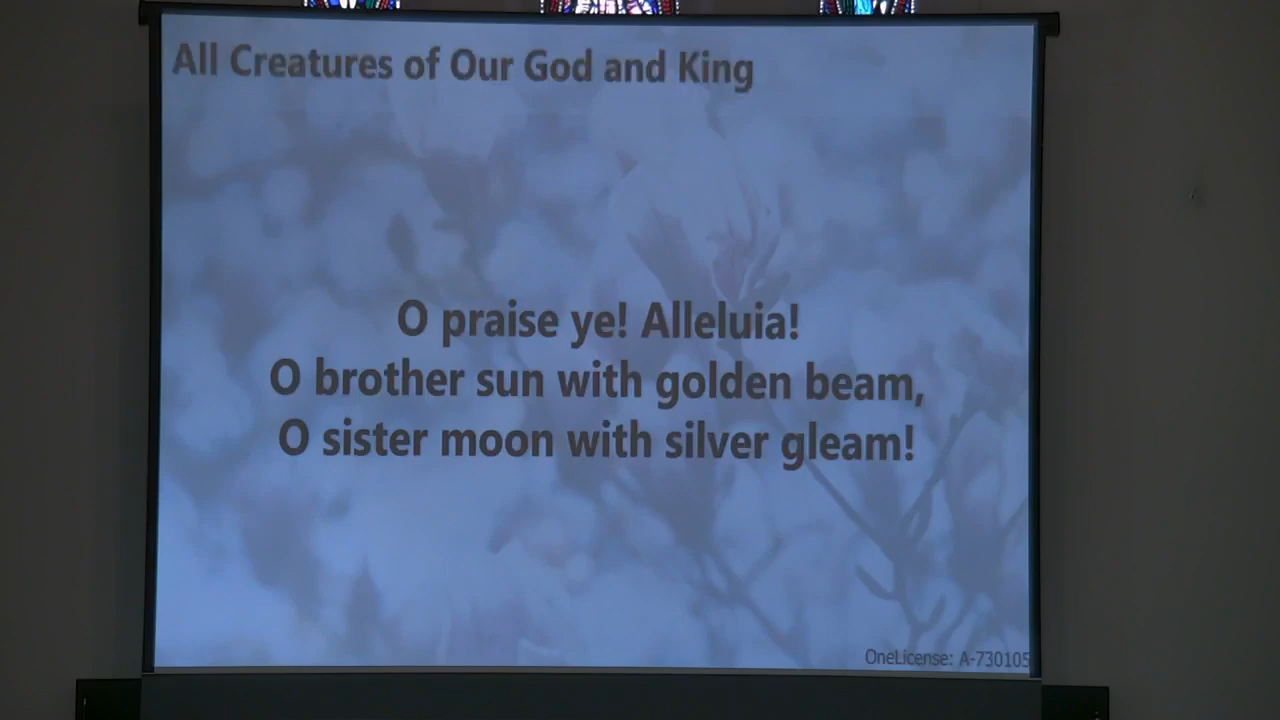 All Creatures of Our God and King
O praise ye! Alleluia!
O brother sun with golden beam,
O sister moon with silver gleam!
OneLicense: A-730105